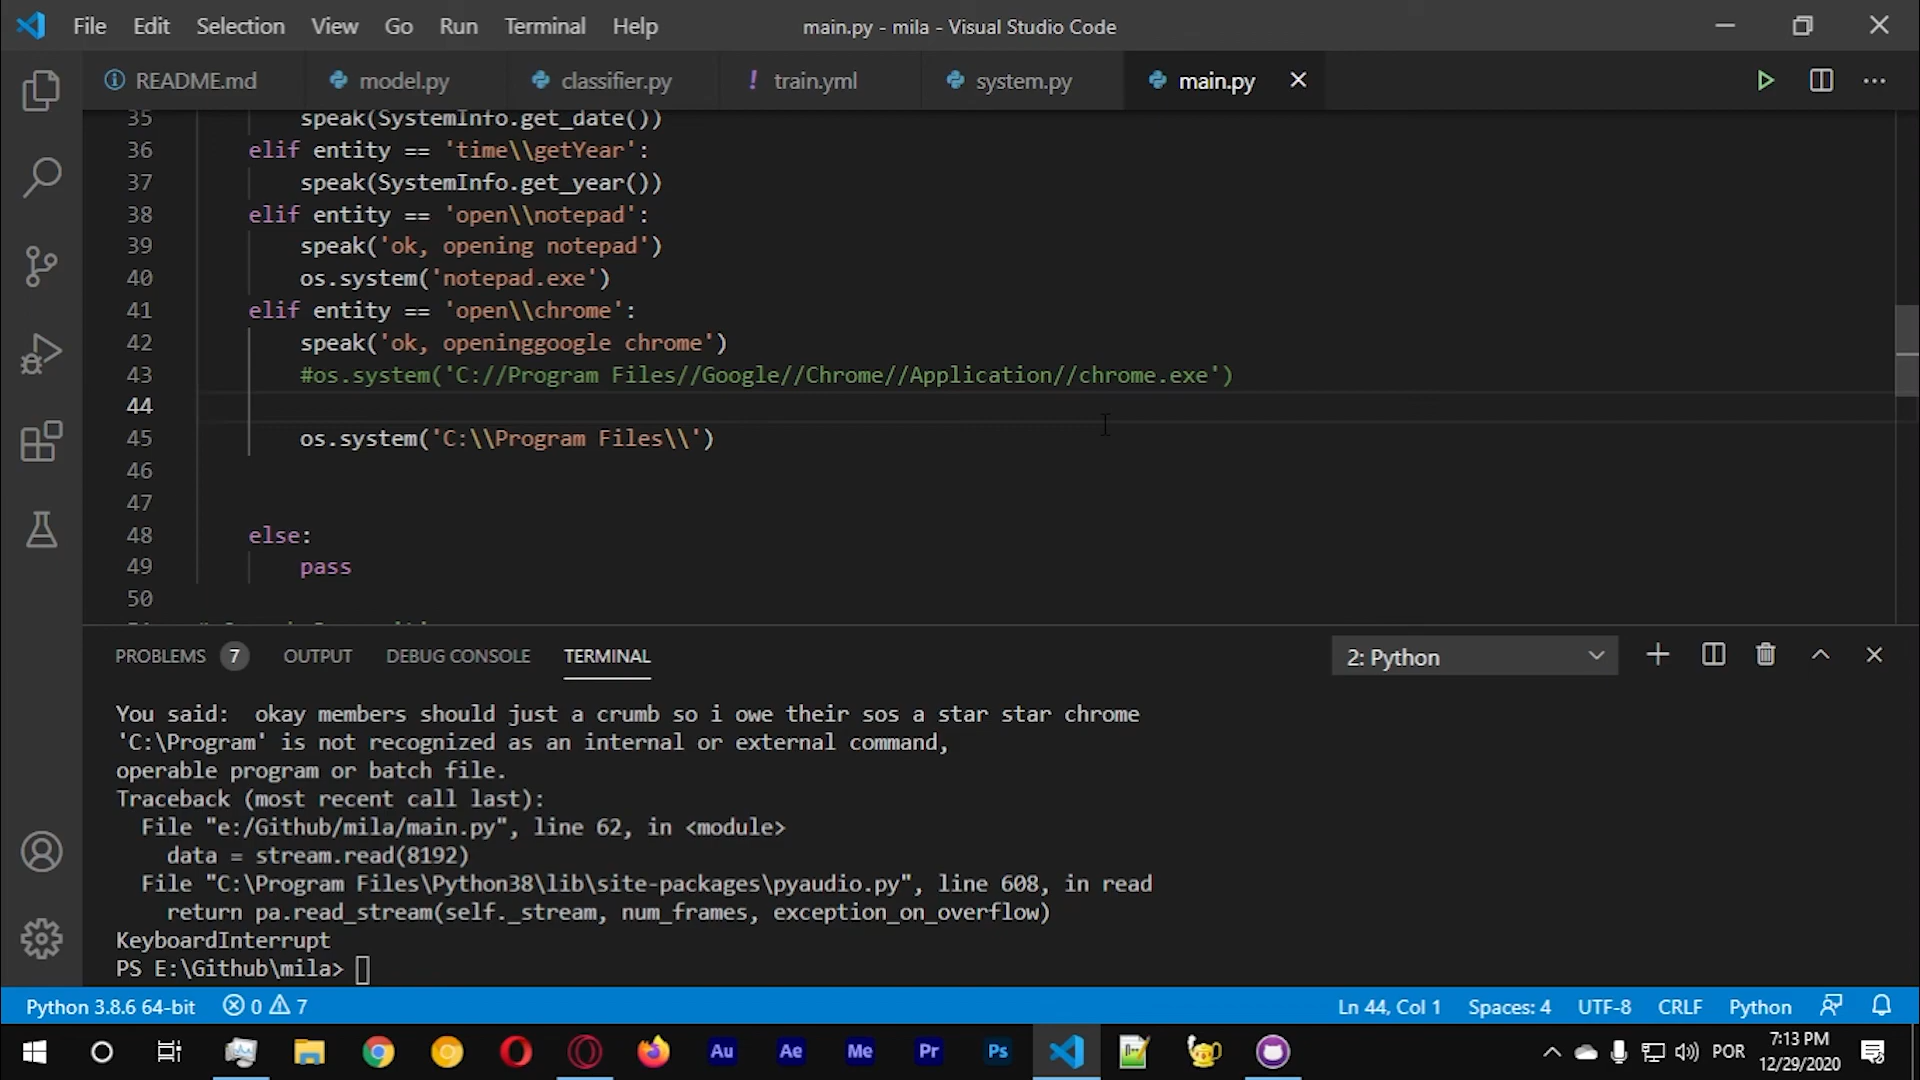 File Edit Selection View Go Run Terminal Help
main.py - mila - Visual Studio Code
README.md
model.py
classifier.py
! train.yml
system.py
main.py
35 speak(SystemInfo.get_date())
36 elif entity == 'time\\getYear':
37 speak(SystemInfo.get_year())
38 elif entity == 'open\\notepad':
39 speak('ok, opening notepad')
40 os.system('notepad.exe')
41 elif entity == 'open\\chrome':
42 speak('ok, openinggoogle chrome')
43 #os.system('C://Program Files//Google//Chrome//Application//chrome.exe')
44
45 os.system('C:\\Program Files\\')
46
47
48 else:
49 pass
50
PROBLEMS 7 OUTPUT DEBUG CONSOLE TERMINAL
2: Python
You said:  okay members should just a crumb so i owe their sos a star star chrome
'C:\Program' is not recognized as an internal or external command,
operable program or batch file.
Traceback (most recent call last):
File "e:/Github/mila/main.py", line 62, in <module>
data = stream.read(8192)
File "C:\Program Files\Python38\lib\site-packages\pyaudio.py", line 608, in read
return pa.read_stream(self._stream, num_frames, exception_on_overflow)
KeyboardInterrupt
PS E:\Github\mila>
Python 3.8.6 64-bit 0 7
Ln 44, Col 1 Spaces: 4 UTF-8 CRLF Python
Au Ae Me Pr Ps
POR
7:13 PM
12/29/2020